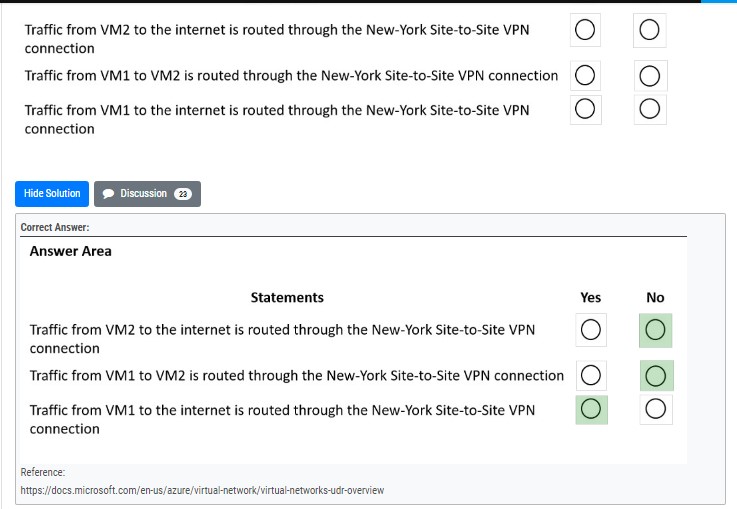 Traffic from VM2 to the internet is routed through the New-York Site-to-Site VPN
connection
Traffic from VM1 to VM2 is routed through the New-York Site-to-Site VPN connection
Traffic from VM1 to the internet is routed through the New-York Site-to-Site VPN
connection
Hide Solution
Discussion 23
Correct Answer:
Answer Area
Statements Yes No
Traffic from VM2 to the internet is routed through the New-York Site-to-Site VPN
connection
Traffic from VM1 to VM2 is routed through the New-York Site-to-Site VPN connection
Traffic from VM1 to the internet is routed through the New-York Site-to-Site VPN
connection
Reference:
https://docs.microsoft.com/en-us/azure/virtual-network/virtual-networks-udr-overview